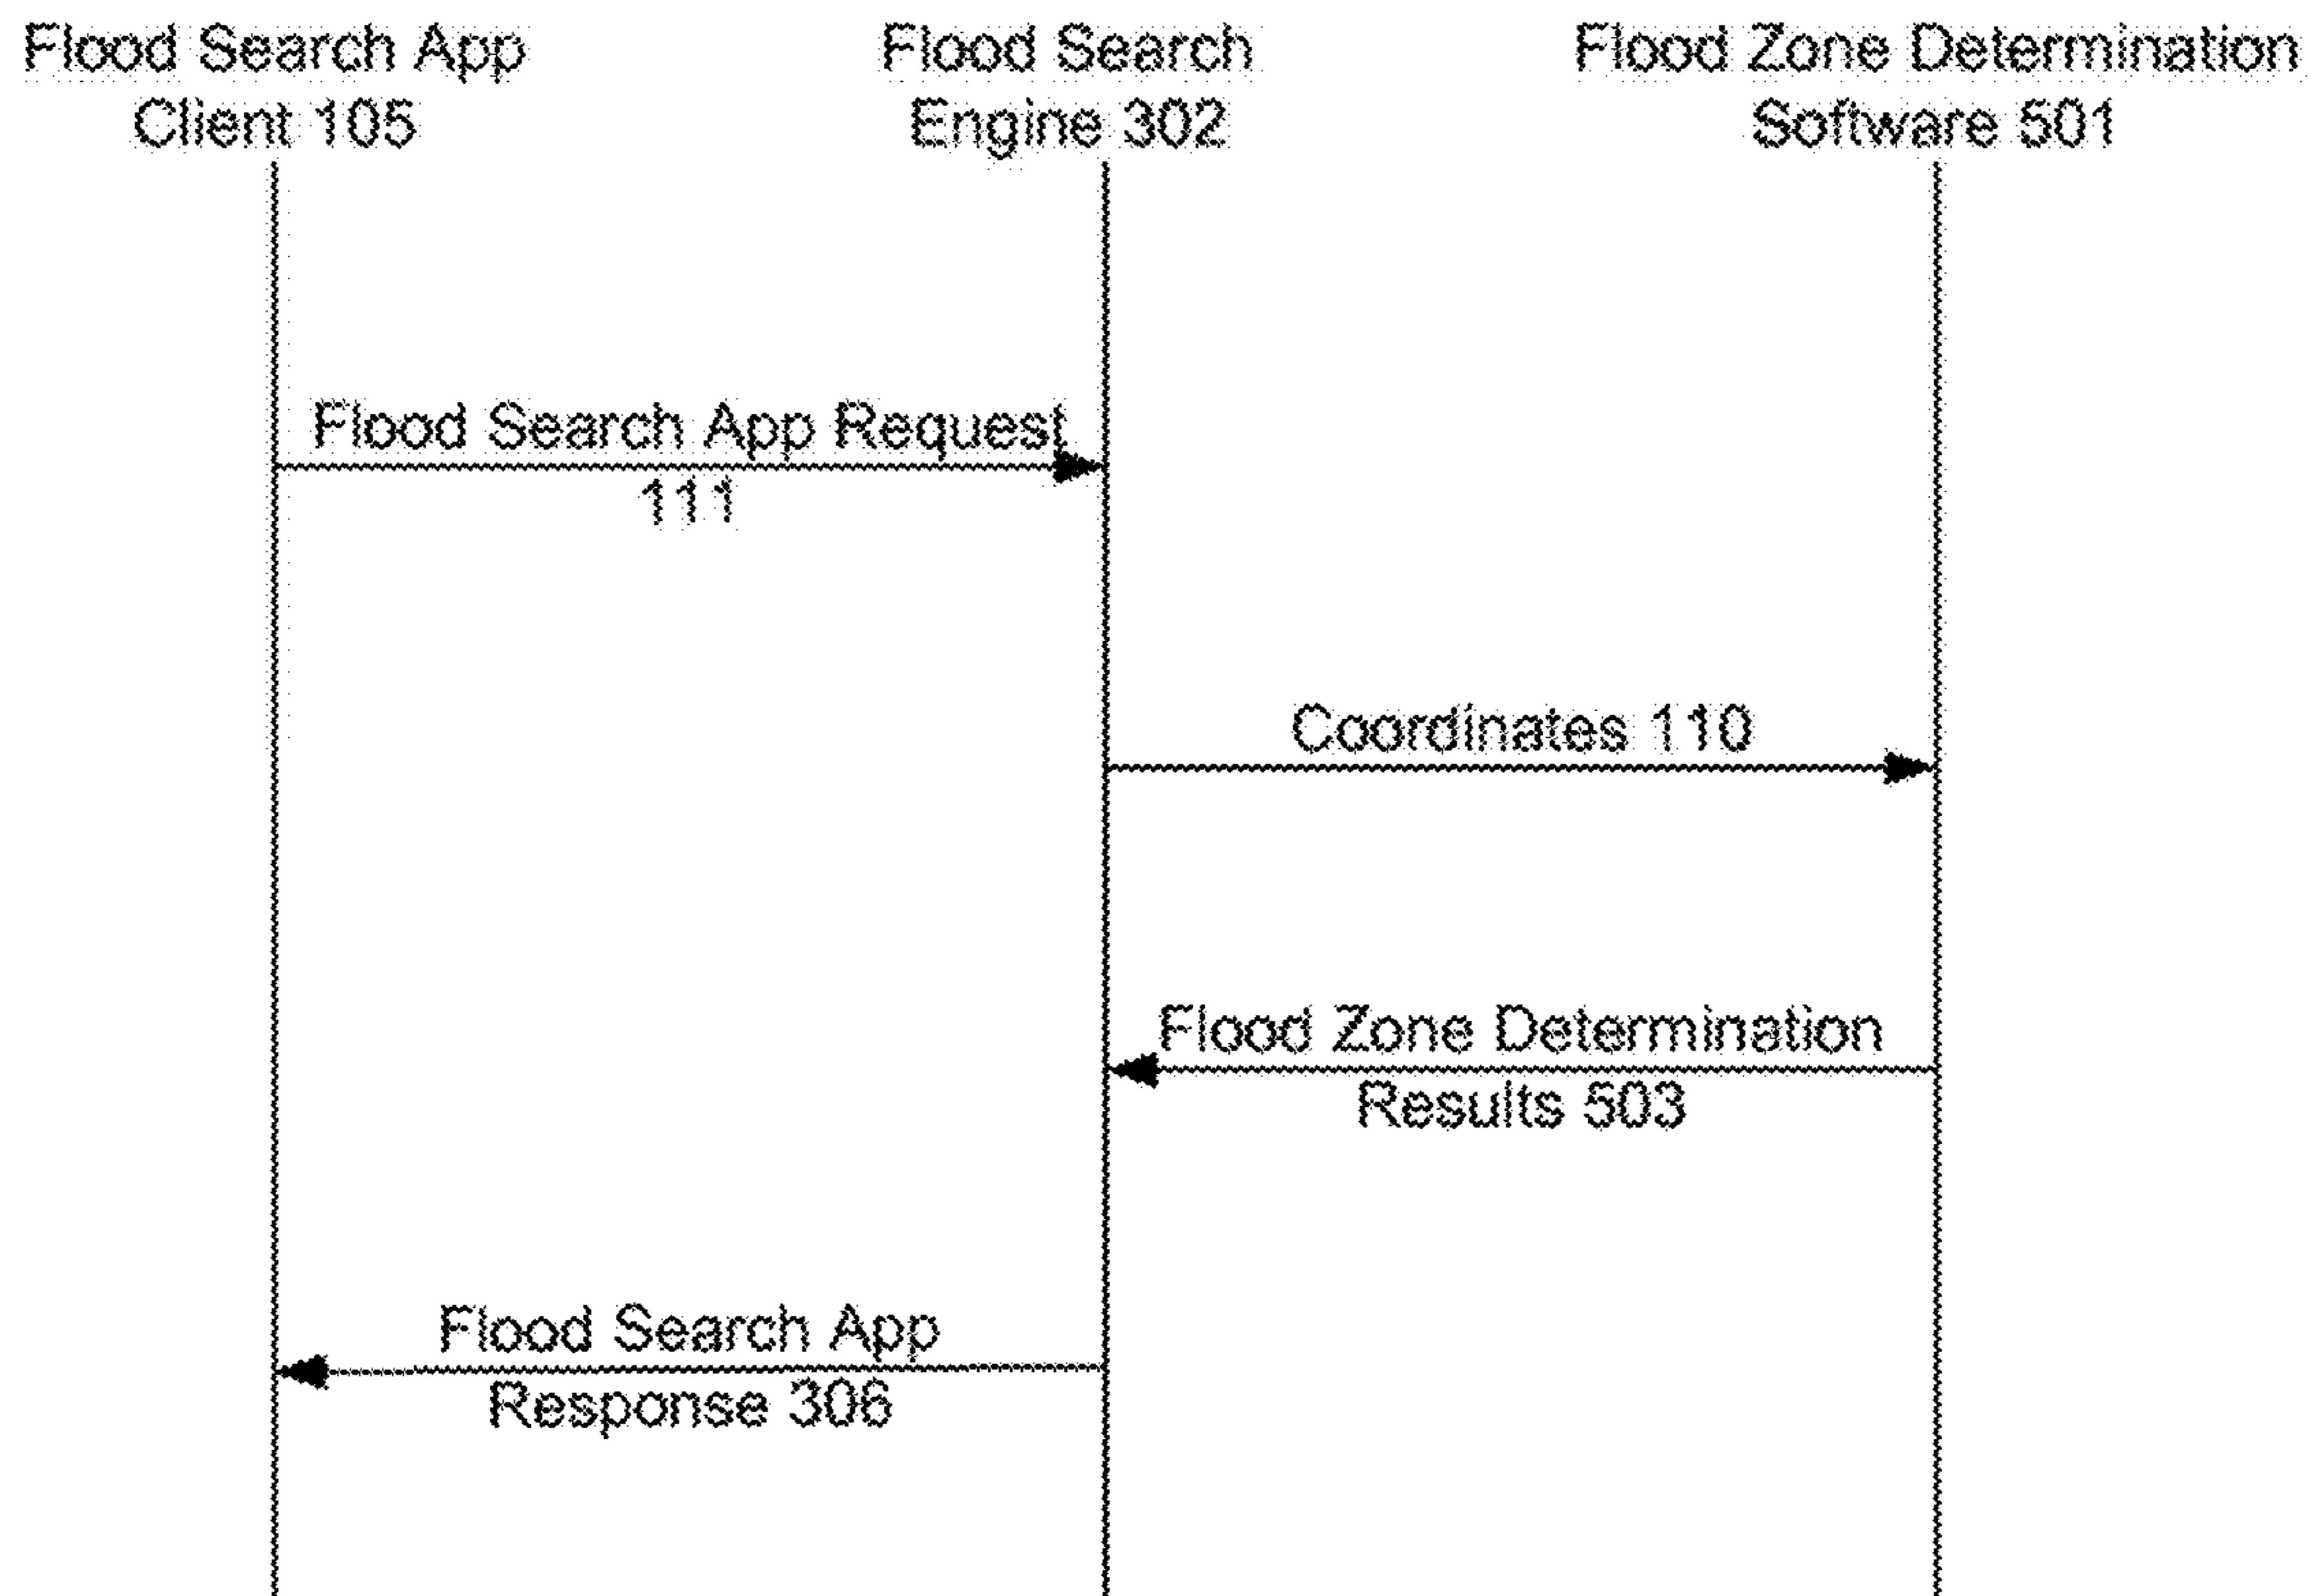 Flood Search App
Client 105
Flood Search
Engine 302
Flood Zone Determination
Software 501
Flood Search App Request
111
Coordinates 110
Flood Zone Determination
Results 503
Flood Search App
Response 306